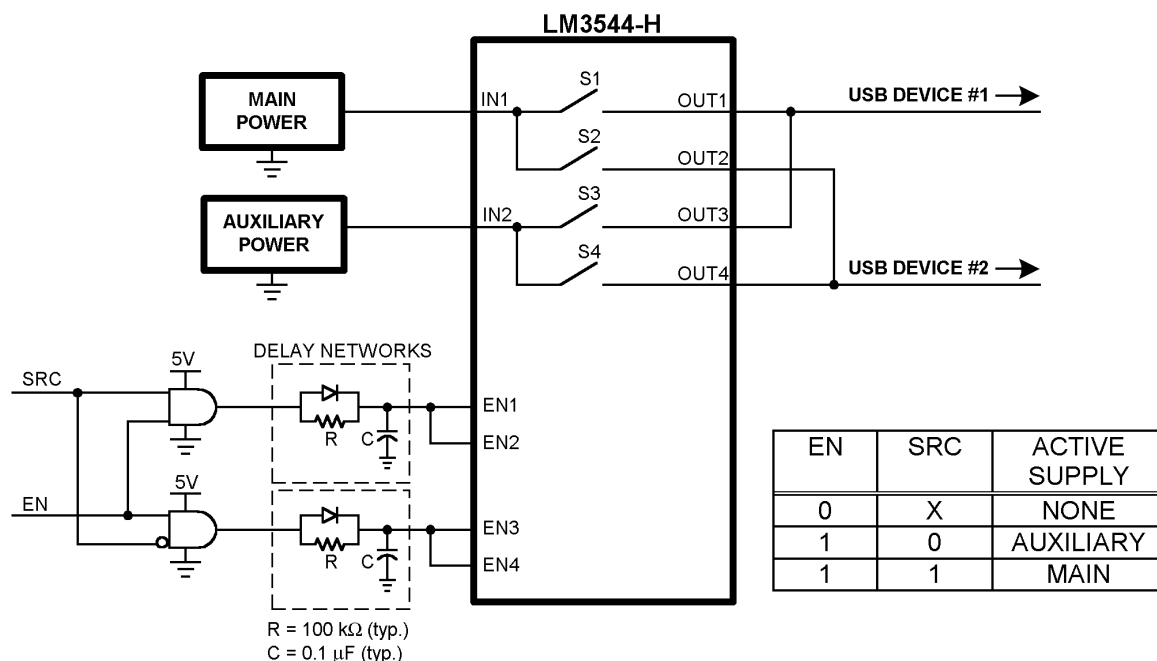 LM3544-H
MAIN
POWER
IN1
S1
OUT1
USB DEVICE #1
S2
OUT2
AUXILIARY
POWER
IN2
S3
OUT3
S4
OUT4
USB DEVICE #2
DELAY NETWORKS
5V
SRC
R
C
EN1
EN2
5V
EN
R
C
EN3
EN4
R = 100 kΩ (typ.)
C = 0.1 μF (typ.)
EN SRC ACTIVE
SUPPLY
0 X NONE
1 0 AUXILIARY
1 1 MAIN